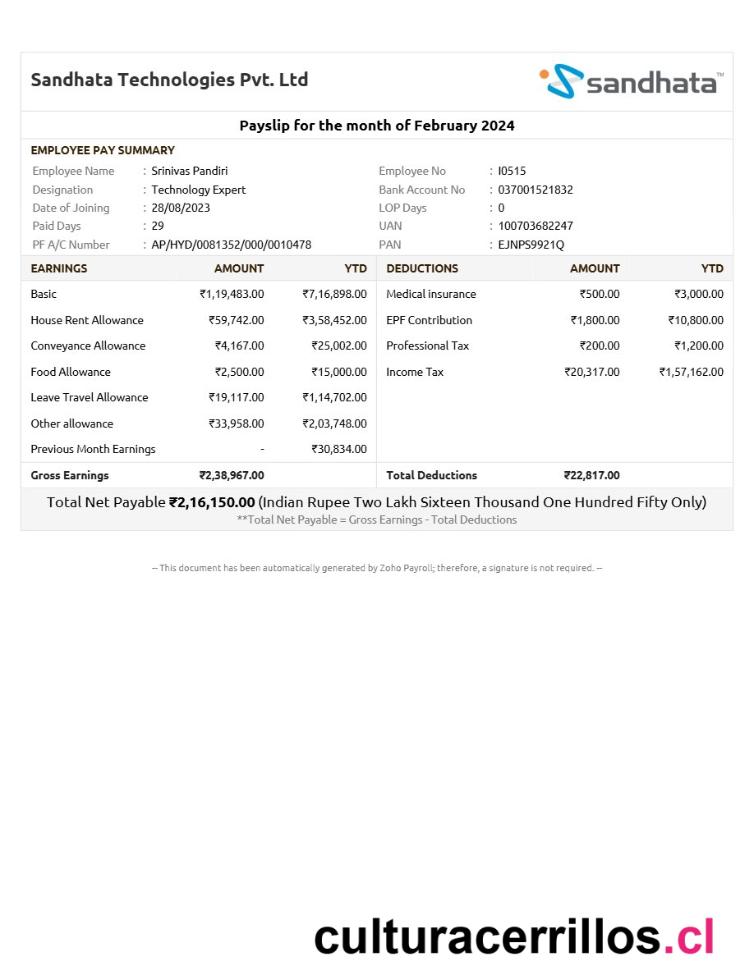 Sandhata Technologies Pvt. Ltd
sandhata™
Payslip for the month of February 2024
EMPLOYEE PAY SUMMARY
Employee Name : Srinivas Pandiri Employee No : I0515
Designation : Technology Expert Bank Account No : 037001521832
Date of Joining : 28/08/2023 LOP Days : 0
Paid Days : 29 UAN : 100703682247
PF A/C Number : AP/HYD/0081352/000/0010478 PAN : EJNPS9921Q
EARNINGS AMOUNT YTD DEDUCTIONS AMOUNT YTD
Basic ₹1,19,483.00 ₹7,16,898.00 Medical insurance ₹500.00 ₹3,000.00
House Rent Allowance ₹59,742.00 ₹3,58,452.00 EPF Contribution ₹1,800.00 ₹10,800.00
Conveyance Allowance ₹4,167.00 ₹25,002.00 Professional Tax ₹200.00 ₹1,200.00
Food Allowance ₹2,500.00 ₹15,000.00 Income Tax ₹20,317.00 ₹1,57,162.00
Leave Travel Allowance ₹19,117.00 ₹1,14,702.00
Other allowance ₹33,958.00 ₹2,03,748.00
Previous Month Earnings - ₹30,834.00
Gross Earnings ₹2,38,967.00 Total Deductions ₹22,817.00
Total Net Payable ₹2,16,150.00 (Indian Rupee Two Lakh Sixteen Thousand One Hundred Fifty Only)
**Total Net Payable = Gross Earnings - Total Deductions
-- This document has been automatically generated by Zoho Payroll; therefore, a signature is not required. --
culturacerrillos.cl